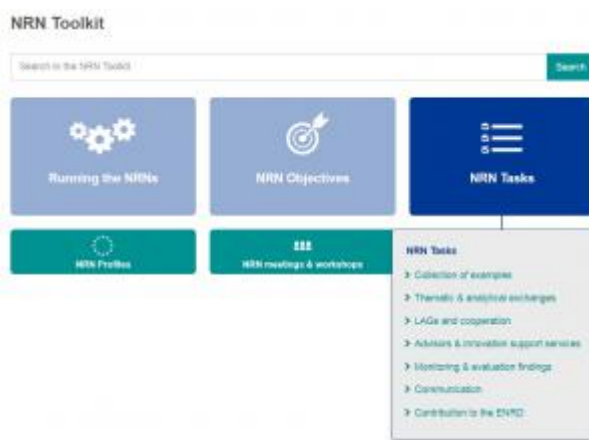 NRN Toolkit
Search in the NRN Toolkit
Search
Running the NRNs
NRN Objectives
NRN Tasks
NRN Profiles
NRN meetings & workshops
NRN Tasks
Collection of examples
Thematic & analytical exchanges
LAGs and cooperation
Advisors & innovation support services
Monitoring & evaluation findings
Communication
Contribution to the ENRD